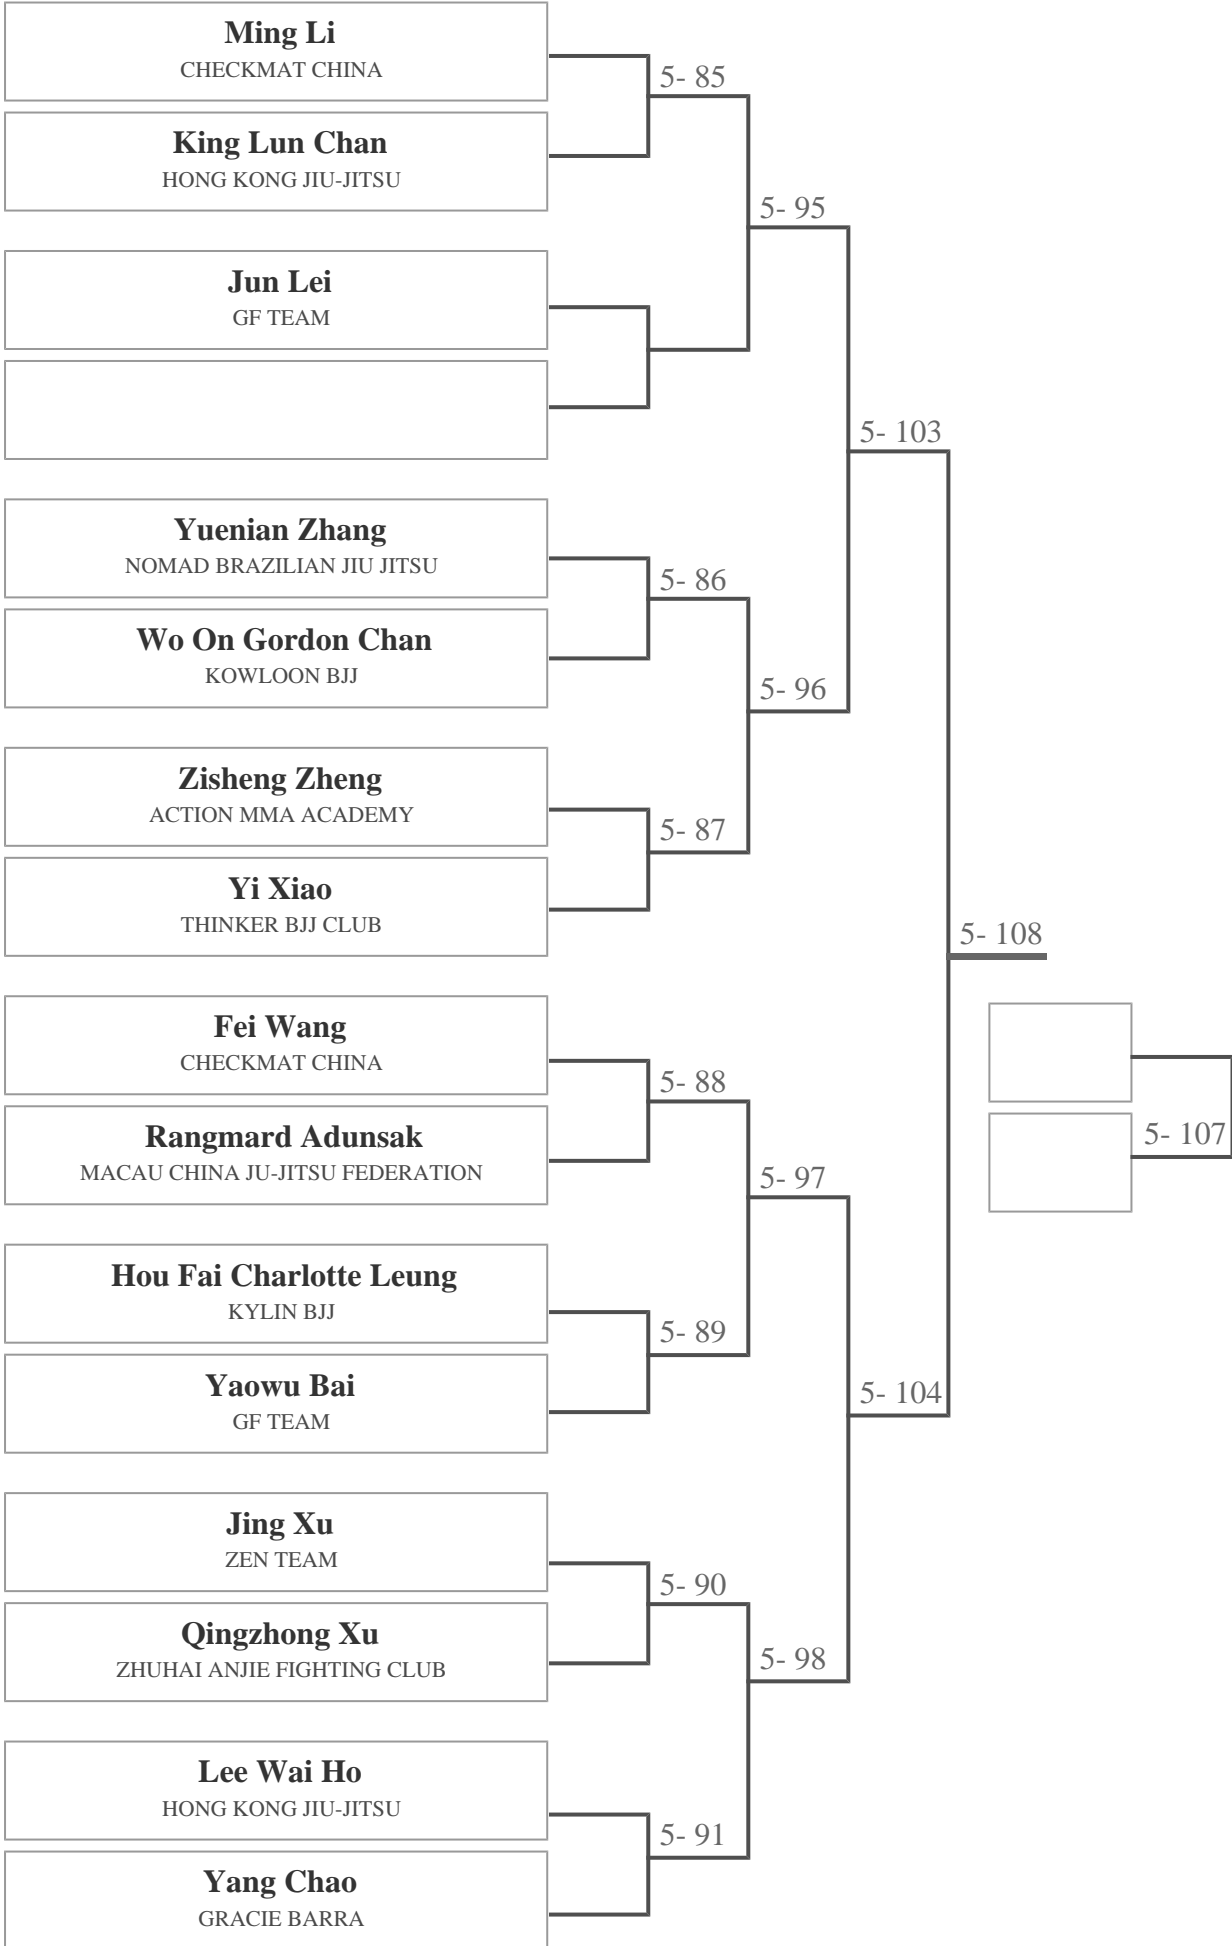 Ming Li
CHECKMAT CHINA
5- 85
King Lun Chan
HONG KONG JIU-JITSU
5- 95
Jun Lei
GF TEAM
5- 103
Yuenian Zhang
NOMAD BRAZILIAN JIU JITSU
5- 86
Wo On Gordon Chan
KOWLOON BJJ
5- 96
Zisheng Zheng
ACTION MMA ACADEMY
5- 87
Yi Xiao
THINKER BJJ CLUB
5- 108
Fei Wang
CHECKMAT CHINA
5- 88
Rangmard Adunsak
MACAU CHINA JU-JITSU FEDERATION
5- 107
5- 97
Hou Fai Charlotte Leung
KYLIN BJJ
5- 89
Yaowu Bai
GF TEAM
5- 104
Jing Xu
ZEN TEAM
5- 90
Qingzhong Xu
ZHUHAI ANJIE FIGHTING CLUB
5- 98
Lee Wai Ho
HONG KONG JIU-JITSU
5- 91
Yang Chao
GRACIE BARRA